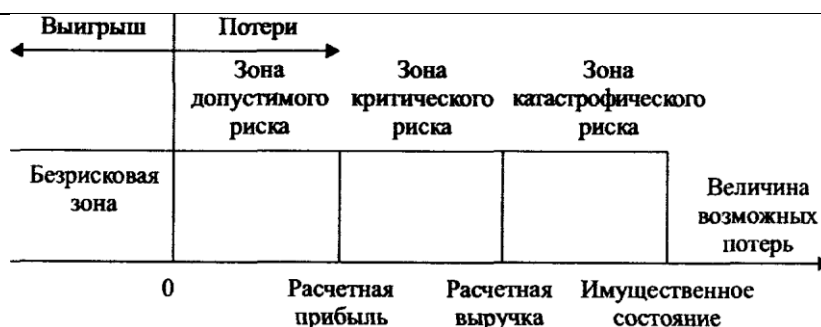 Выигрыш
Потери
Зона
допустимого
риска
Зона
критического
риска
Зона
катастрофического
риска
Безрисковая
зона
Величина
возможных
потерь
0
Расчетная
прибыль
Расчетная
выручка
Имущественное
состояние